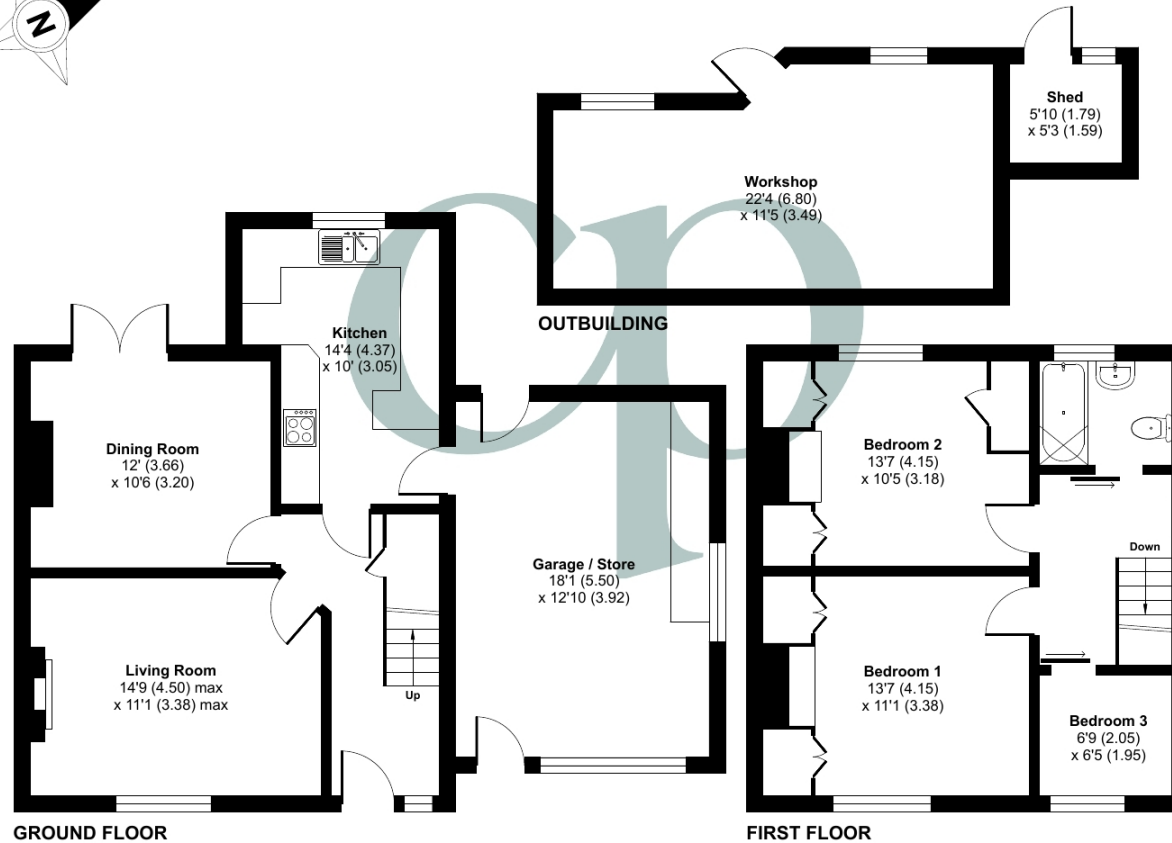 N
Shed
5'10 (1.79)
x 5'3 (1.59)
Workshop
22'4 (6.80)
x 11'5 (3.49)
cp
OUTBUILDING
Kitchen
14'4 (4.37)
x 10' (3.05)
Dining Room
12' (3.66)
x 10'6 (3.20)
Garage / Store
18'1 (5.50)
x 12'10 (3.92)
Living Room
14'9 (4.50) max
x 11'1 (3.38) max
Up
GROUND FLOOR
Bedroom 2
13'7 (4.15)
x 10'5 (3.18)
Down
Bedroom 1
13'7 (4.15)
x 11'1 (3.38)
Bedroom 3
6'9 (2.05)
x 6'5 (1.95)
FIRST FLOOR